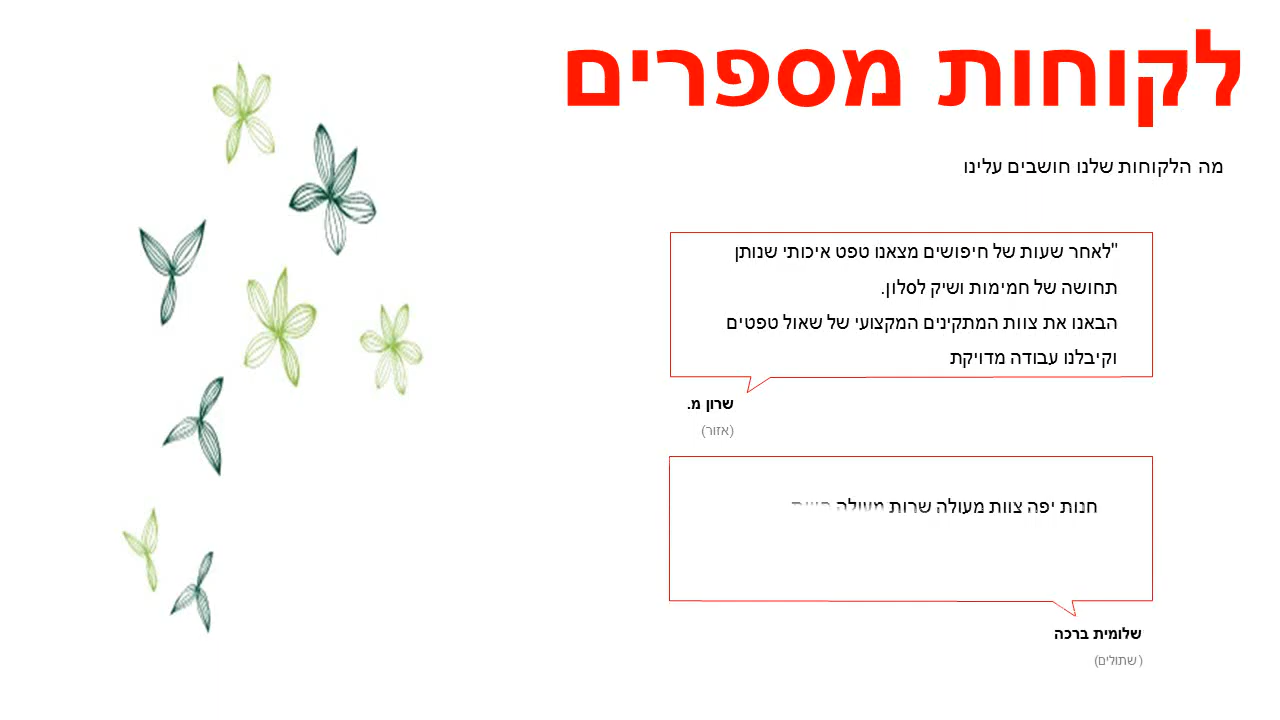 לקוחות מספרים
מה הלקוחות שלנו חושבים עלינו
"לאחר שעות של חיפושים מצאנו טפט איכותי שנותן
תחושה של חמימות ושיק לסלון.
הבאנו את צוות המתקינים המקצועי של שאול טפטים
וקיבלנו עבודה מדויקת
שרון מ.
(אזור)
חנות יפה צוות מעולה שרות מעולה
שלומית ברכה
(שתולים)